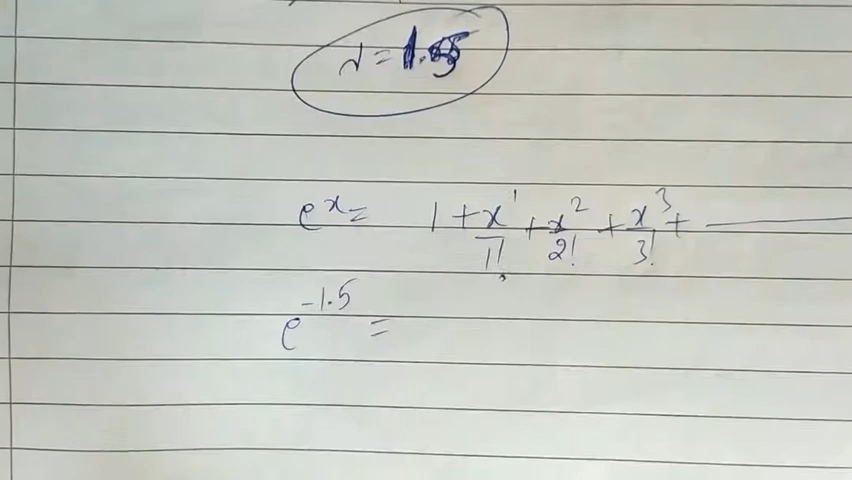 λ = 1.5
e^x = 1 + x^1/1! + x^2/2! + x^3/3! + ———
e^-1.5 =